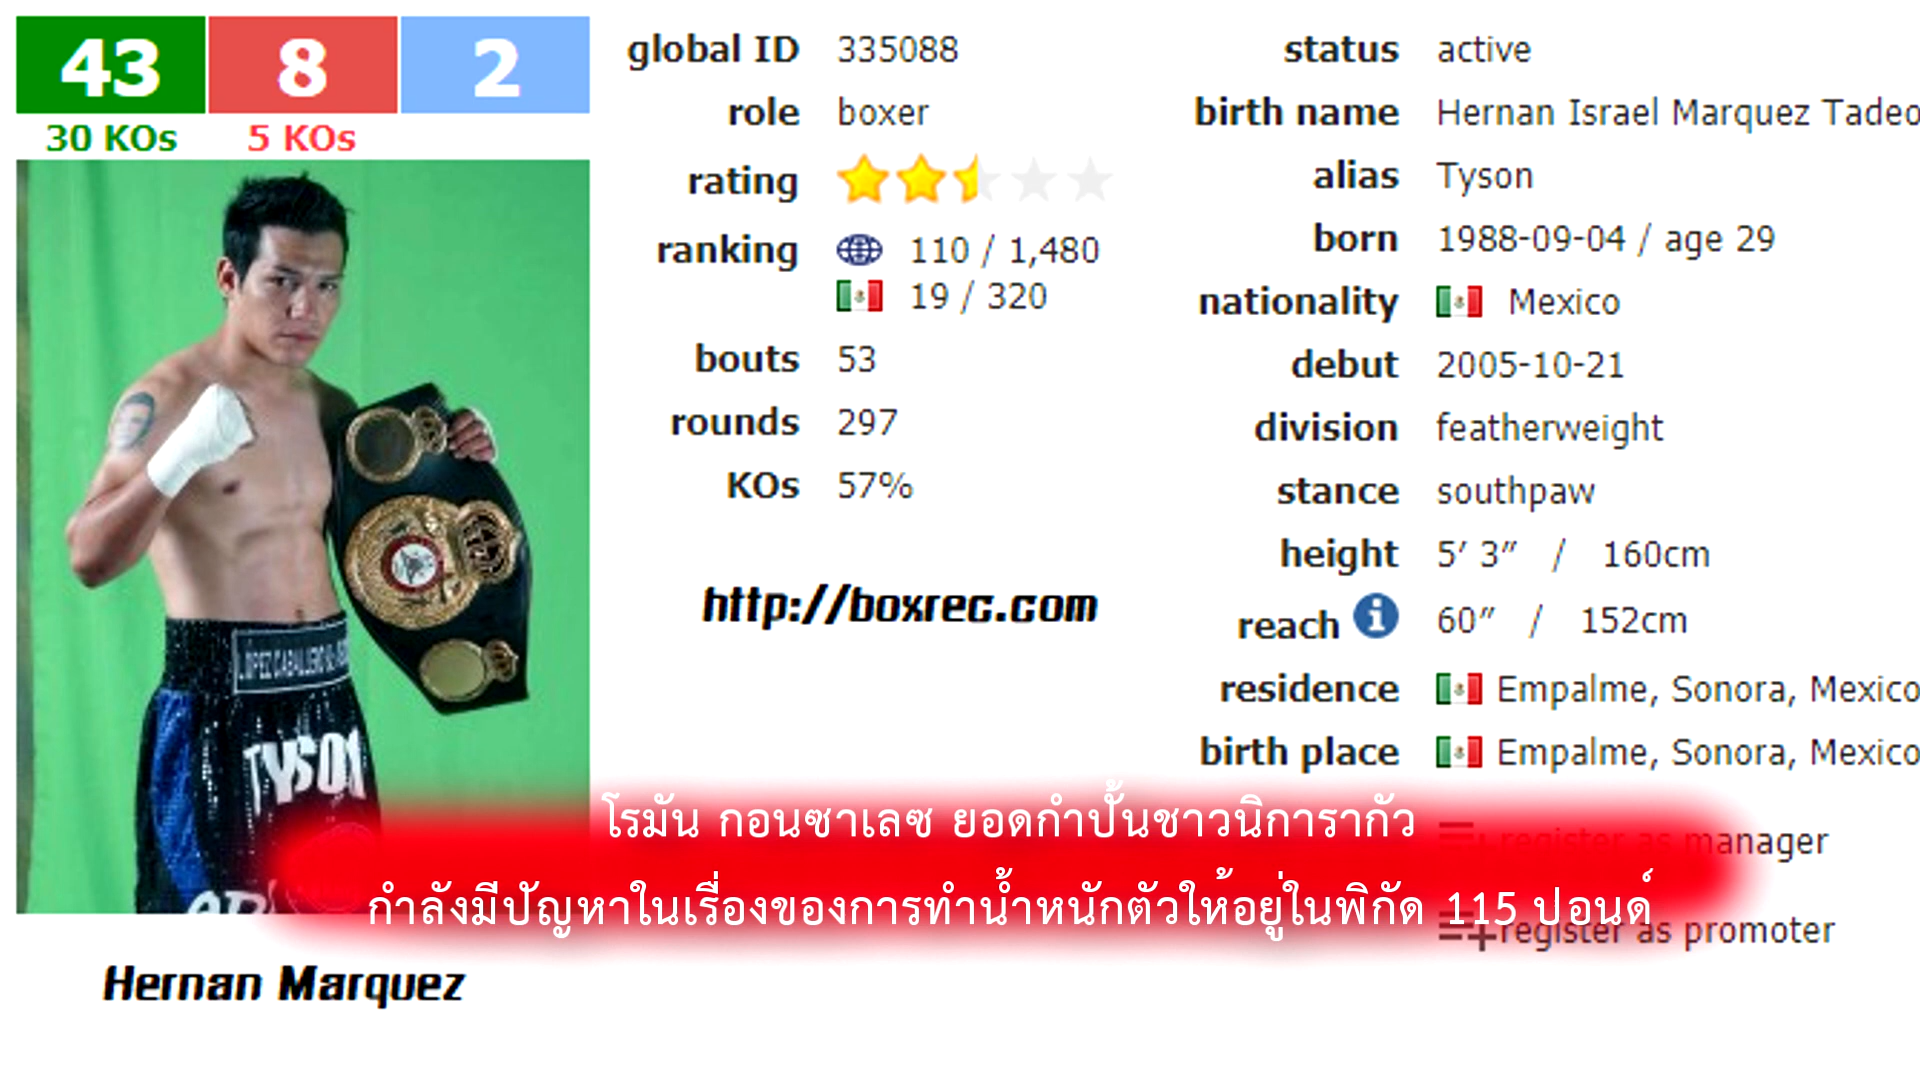 43 8 2
30 KOs 5 KOs
TYSON
Hernan Marquez
global ID 335088
role boxer
rating
ranking 110 / 1,480
19 / 320
bouts 53
rounds 297
KOs 57%
http://boxrec.com
status active
birth name Hernan Israel Marquez Tadeo
alias Tyson
born 1988-09-04 / age 29
nationality Mexico
debut 2005-10-21
division featherweight
stance southpaw
height 5′ 3″ / 160cm
reach 60″ / 152cm
residence Empalme, Sonora, Mexico
birth place Empalme, Sonora, Mexico
register as manager
register as promoter
โรมัน กอนซาเลซ ยอดกำปั้นชาวนิการากัว
กำลังมีปัญหาในเรื่องของการทำน้ำหนักตัวให้อยู่ในพิกัด 115 ปอนด์